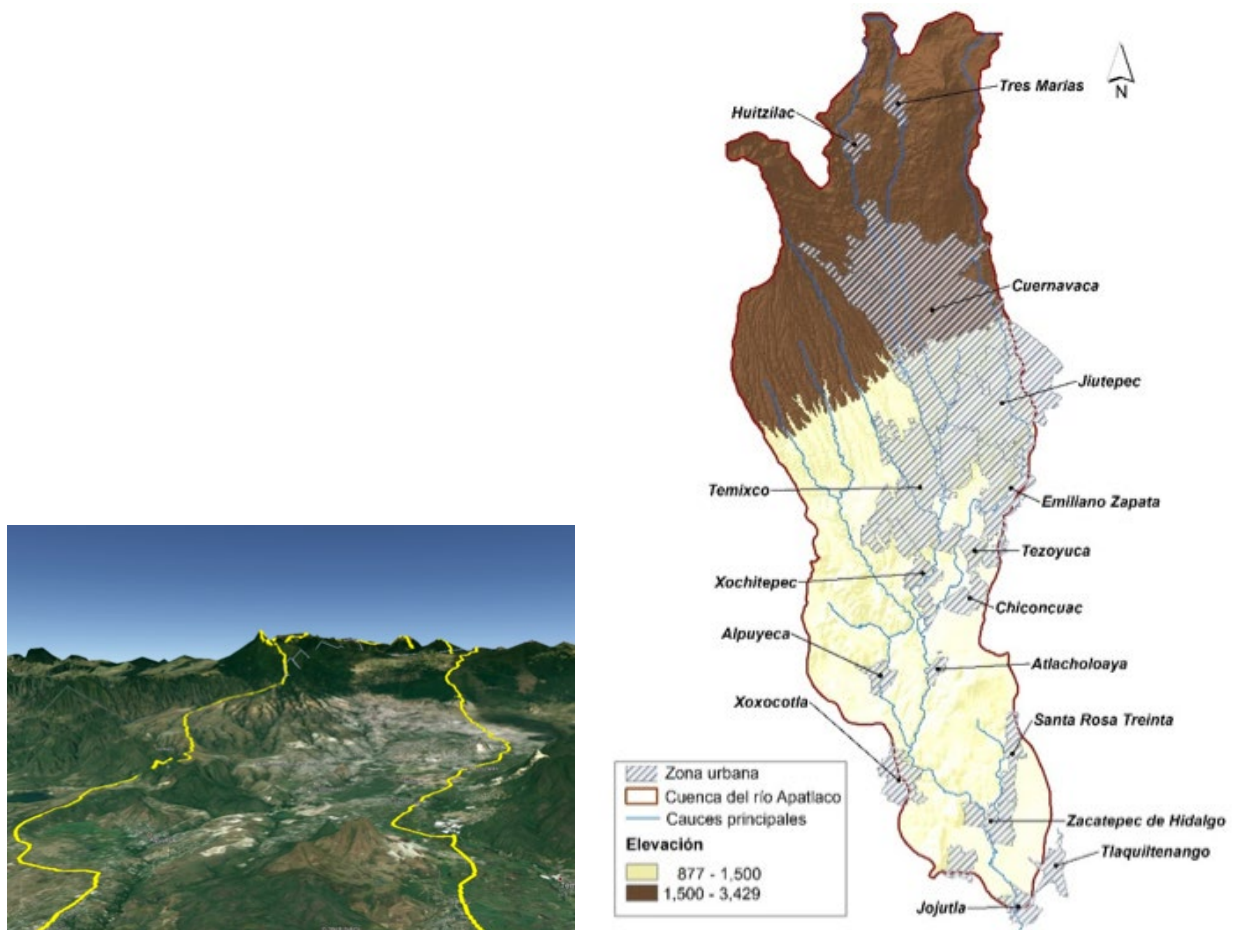 Tres Marías
N
Huitzilac
Cuernavaca
Jiutepec
Temixco
Emiliano Zapata
Tezoyuca
Xochitepec
Chiconcuac
Alpuyeca
Atlacholoaya
Xoxocotla
Santa Rosa Treinta
Zona urbana
Cuenca del río Apatlaco
Cauces principales
Elevación
877 - 1,500
1,500 - 3,429
Zacatepec de Hidalgo
Tlaquiltenango
Jojutla